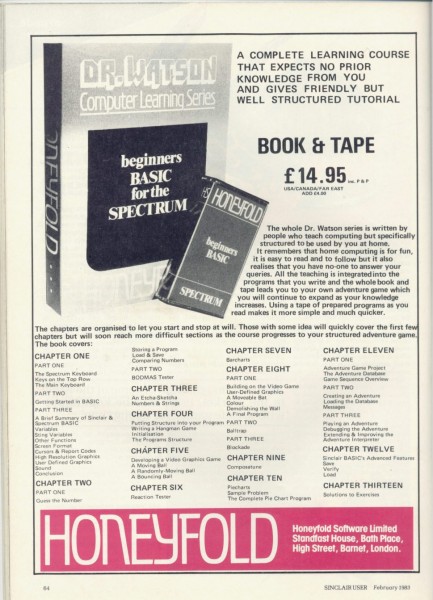 DR. WATSON
Computer Learning Series
beginners
BASIC
for the
SPECTRUM
HONEYFOLD
HONEYFOLD
beginners
BASIC
SPECTRUM
A COMPLETE LEARNING COURSE
THAT EXPECTS NO PRIOR
KNOWLEDGE FROM YOU
AND GIVES FRIENDLY BUT
WELL STRUCTURED TUTORIAL
BOOK & TAPE
£14.95 inc. P & P
USA/CANADA/FAR EAST
ADD £4.00
The whole Dr. Watson series is written by
people who teach computing but specifically
structured to be used by you at home.
It remembers that home computing is for fun,
it is easy to read and to follow but it also
realises that you have no-one to answer your
queries. All the teaching is integrated into the
programs that you write and the whole book and
tape leads you to your own adventure game which
you will continue to expand as your knowledge
increases. Using a tape of prepared programs as you
read makes it more simple and much quicker.
The chapters are organised to let you start and stop at will. Those with some idea will quickly cover the first few
chapters but will soon reach more difficult sections as the course progresses to your structured adventure game.
The book covers:
CHAPTER ONE
PART ONE
The Spectrum Keyboard
Keys on the Top Row
The Main Keyboard
PART TWO
Getting Started in BASIC
PART THREE
A Brief Summary of Sinclair &
Spectrum BASIC
Variables
String Variables
Other Functions
Screen Format
Cursors & Report Codes
High Resolution Graphics
User Defined Graphics
Sound
Conclusion
CHAPTER TWO
PART ONE
Guess the Number
Storing a Program
Load & Save
Comparing Numbers
PART TWO
BODMAS Tester
CHAPTER THREE
An Etcha-Sketcha
Numbers & Strings
CHAPTER FOUR
Putting Structure into your Program
Writing a Hangman Game
Initialisation
The Programs Structure
CHAPTER FIVE
Developing a Video Graphics Game
A Moving Ball
A Randomly-Moving Ball
A Bouncing Ball
CHAPTER SIX
Reaction Tester
CHAPTER SEVEN
Barcharts
CHAPTER EIGHT
PART ONE
Building on the Video Game
User-Defined Graphics
A Moveable Bat
Colour
Demolishing the Wall
A Final Program
PART TWO
Balltrap
PART THREE
Blockade
CHAPTER NINE
Composature
CHAPTER TEN
Piecharts
Sample Problem
The Complete Pie Chart Program
CHAPTER ELEVEN
PART ONE
Adventure Game Project
The Adventure Database
Game Sequence Overview
PART TWO
Creating an Adventure
Loading the Database
Messages
PART THREE
Playing an Adventure
Debugging the Adventure
Extending & Improving the
Adventure Interpreter
CHAPTER TWELVE
Sinclair BASIC's Advanced Features
Save
Verify
Load
CHAPTER THIRTEEN
Solutions to Exercises
HONEYFOLD
Honeyfold Software Limited
Standfast House, Bath Place,
High Street, Barnet, London.
94
SINCLAIR USER February 1983